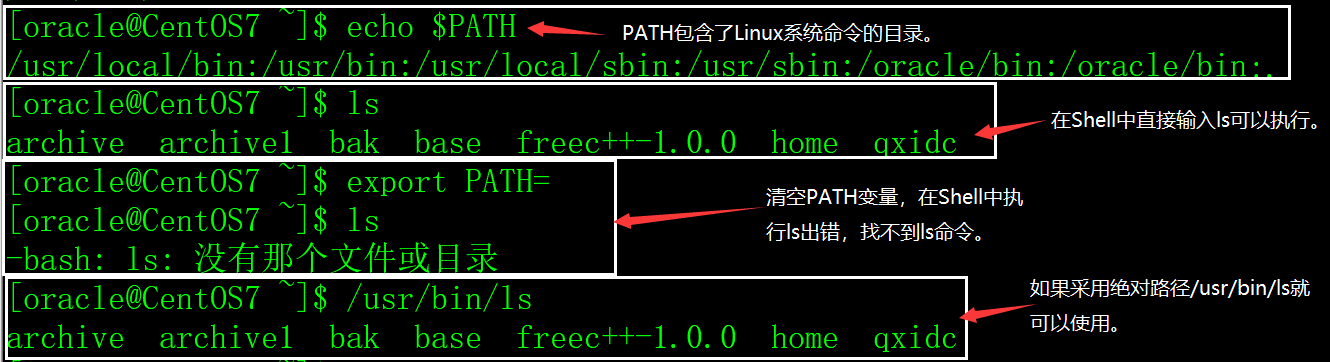 [oracle@CentOS7 ~]$ echo $PATH
PATH包含了Linux系统命令的目录。
/usr/local/bin:/usr/bin:/usr/local/sbin:/usr/sbin:/oracle/bin:/oracle/bin:.
[oracle@CentOS7 ~]$ ls
archive archive1 bak base freec++-1.0.0 home qxidc
在Shell中直接输入ls可以执行。
[oracle@CentOS7 ~]$ export PATH=
[oracle@CentOS7 ~]$ ls
-bash: ls: 没有那个文件或目录
清空PATH变量，在Shell中执
行ls出错，找不到ls命令。
[oracle@CentOS7 ~]$ /usr/bin/ls
archive archive1 bak base freec++-1.0.0 home qxidc
如果采用绝对路径/usr/bin/ls就
可以使用。